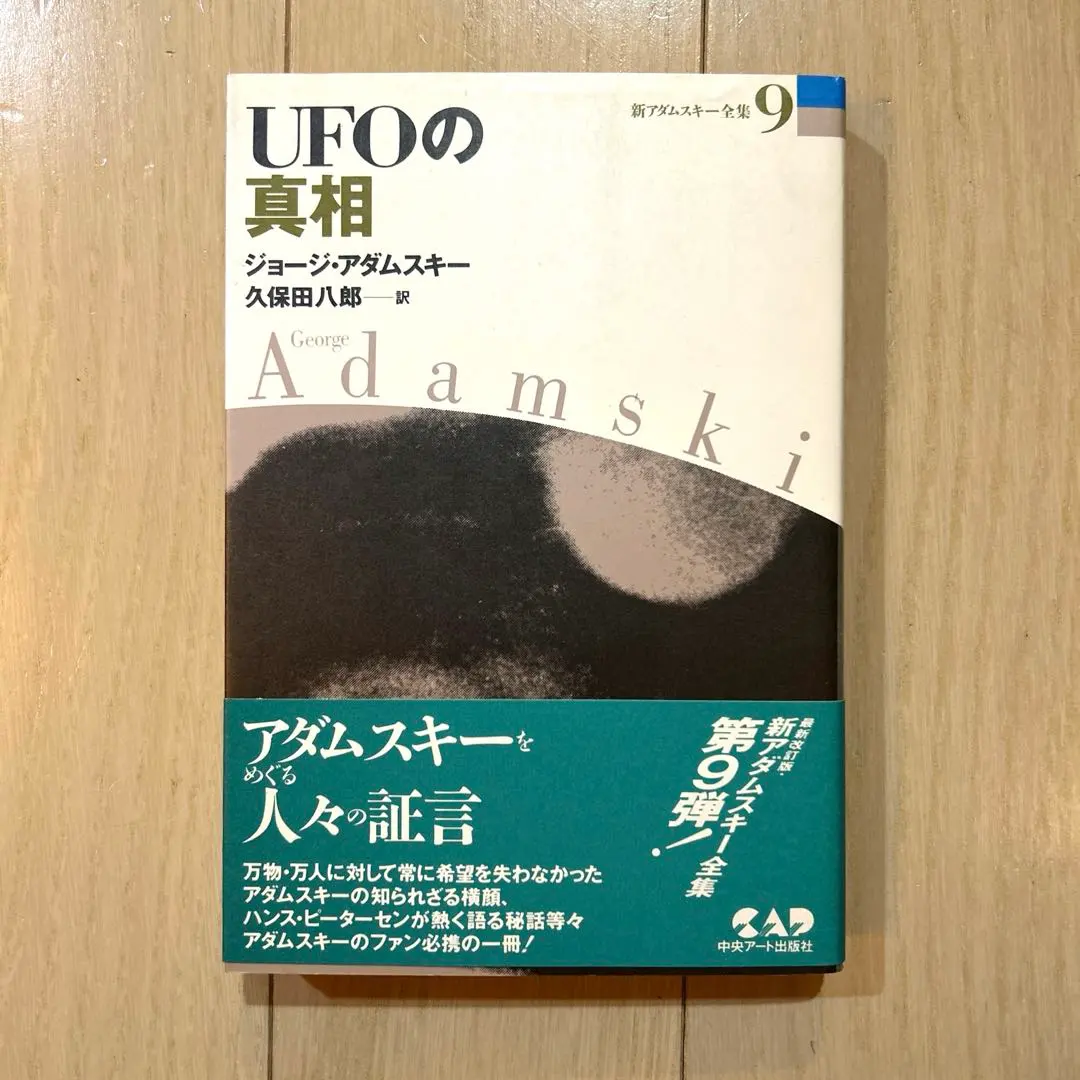 UFOの
真相
ジョージ・アダムスキー
久保田八郎──訳
新アダムスキー全集9
George
Adamski
アダムスキーを
めぐる
人々の証言
万物・万人に対して常に希望を失わなかった
アダムスキーの知られざる横顔、
ハンス・ピーターセンが熱く語る秘話等々
アダムスキーのファン必携の一冊!
最新改訂版・
新アダムスキー全集
第9弾!
CAP
中央アート出版社